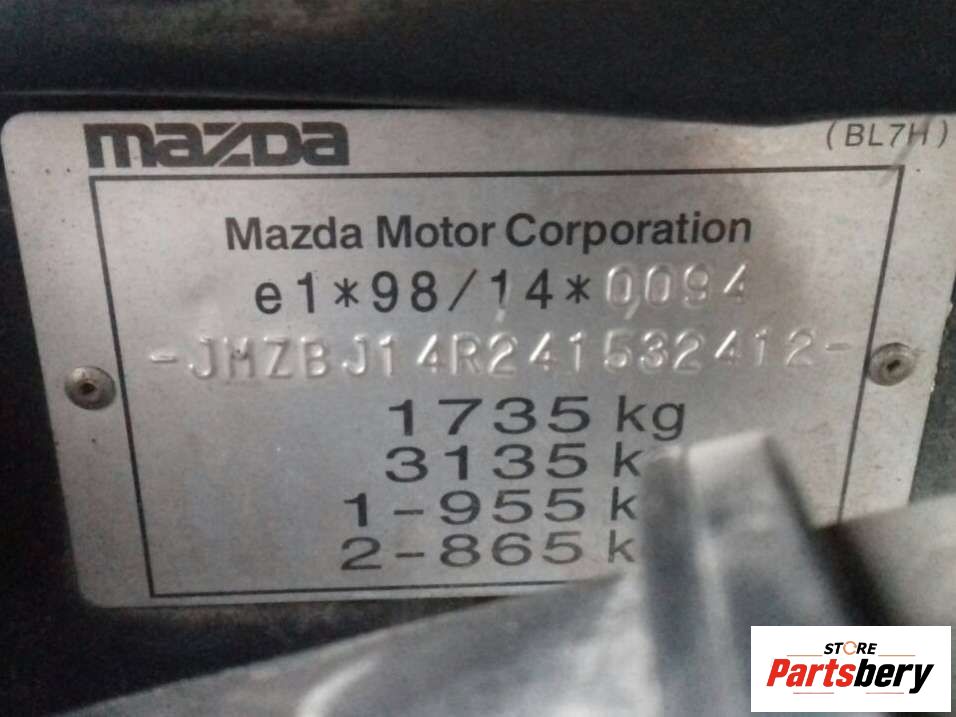 mazda
(BL7H)
Mazda Motor Corporation
e1*98/14*0094
-JMZBJ14R241532412-
1735 kg
3135 k
1-955 k
2-865 k
STORE
Partsbery